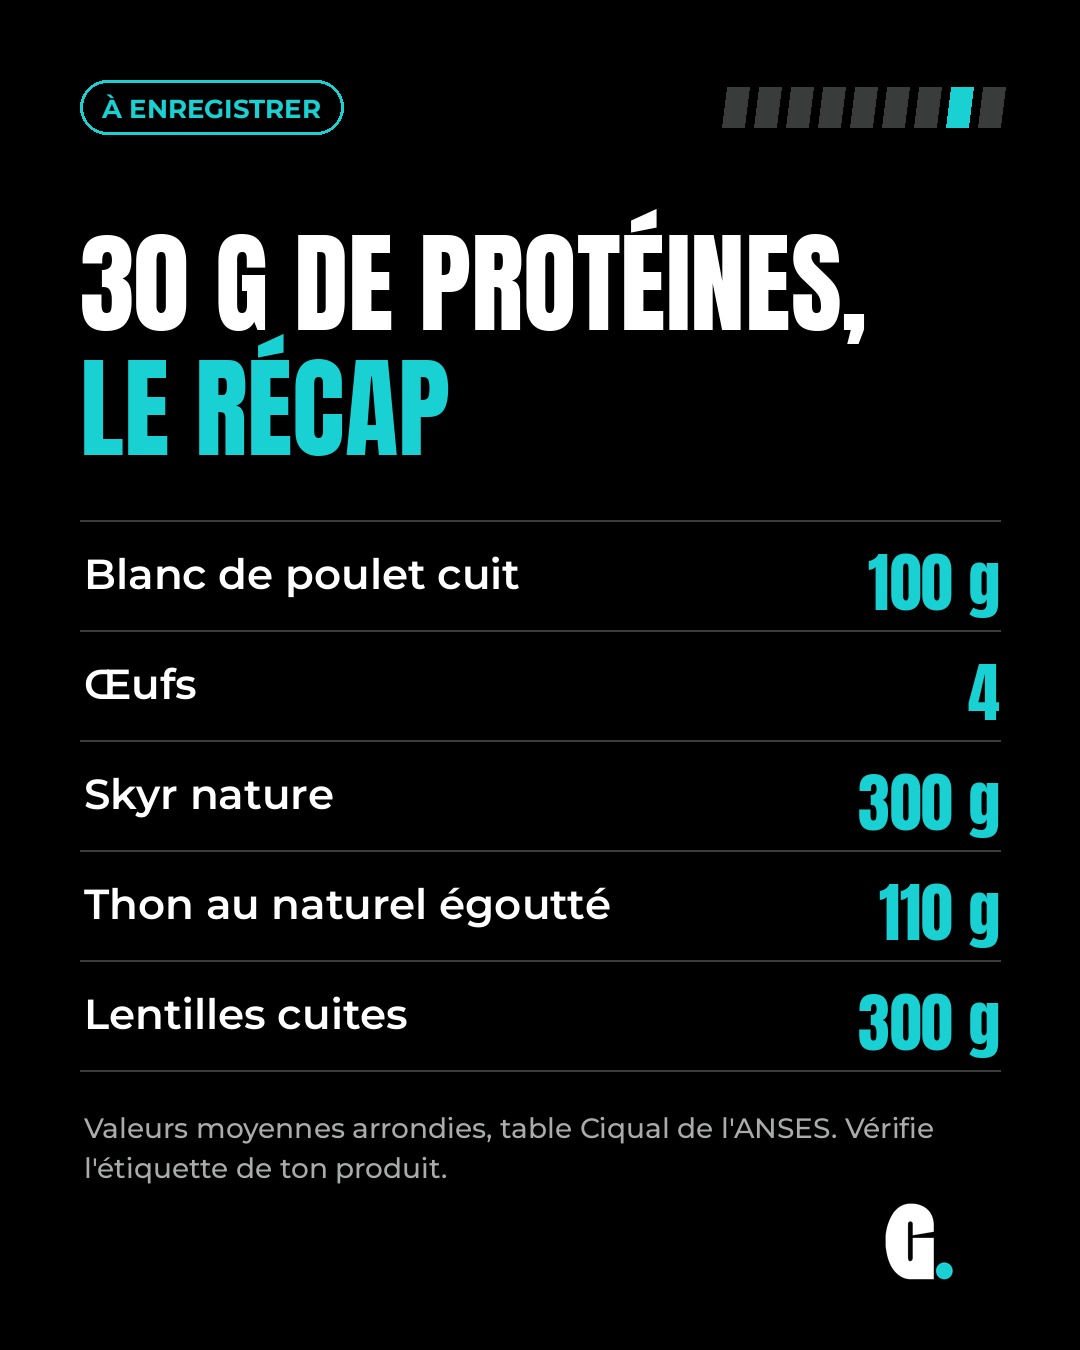 À ENREGISTRER
30 G DE PROTÉINES,
LE RÉCAP
Blanc de poulet cuit 100 g
Œufs 4
Skyr nature 300 g
Thon au naturel égoutté 110 g
Lentilles cuites 300 g
Valeurs moyennes arrondies, table Ciqual de l'ANSES. Vérifie
l'étiquette de ton produit.
G.